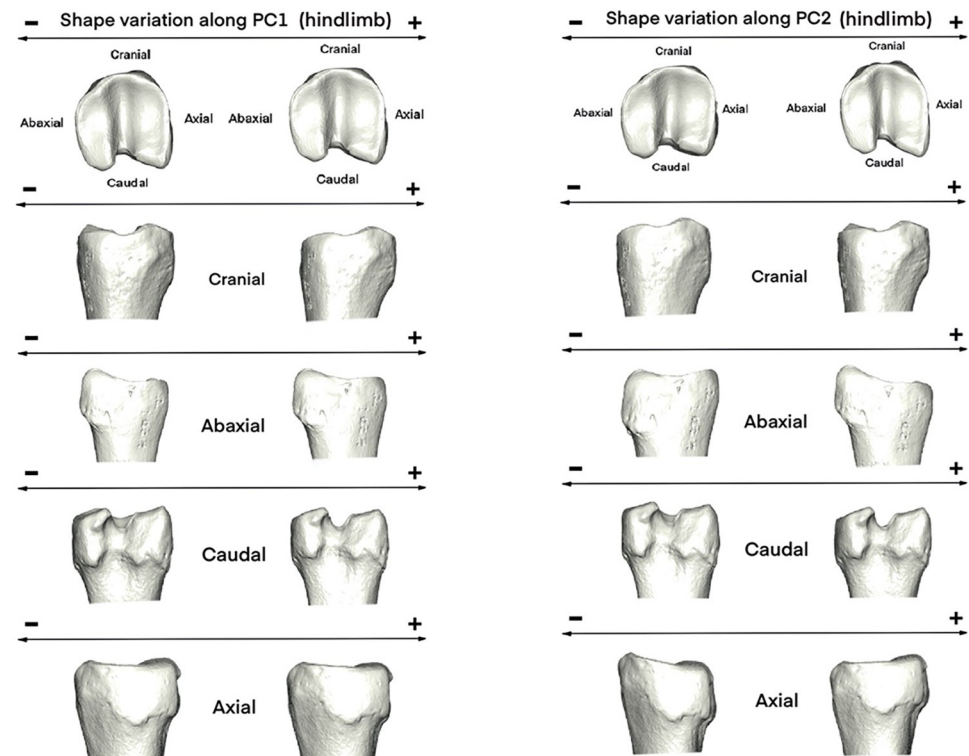 - Shape variation along PC1 (hindlimb) +
Cranial Cranial
Abaxial Axial Abaxial Axial
Caudal Caudal
- +
Cranial
- +
Abaxial
- +
Caudal
- +
Axial
- Shape variation along PC2 (hindlimb) +
Cranial Cranial
Abaxial Axial Abaxial Axial
Caudal Caudal
- +
Cranial
- +
Abaxial
- +
Caudal
- +
Axial